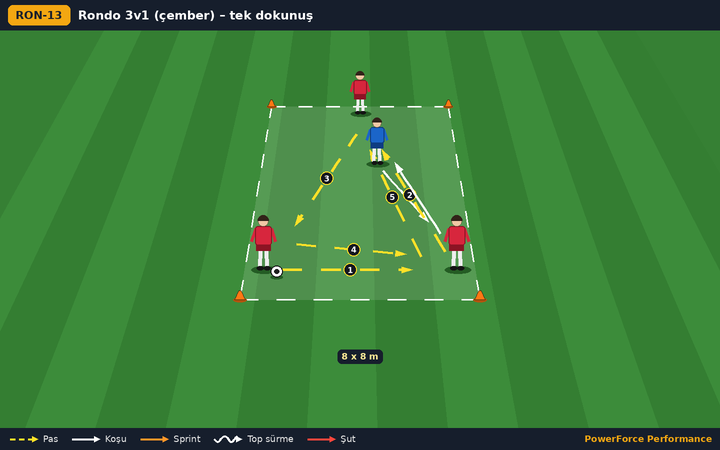 RON-13 Rondo 3v1 (çember) – tek dokunuş
3
5
2
4
1
8 x 8 m
Pas Koşu Sprint Top sürme Şut PowerForce Performance